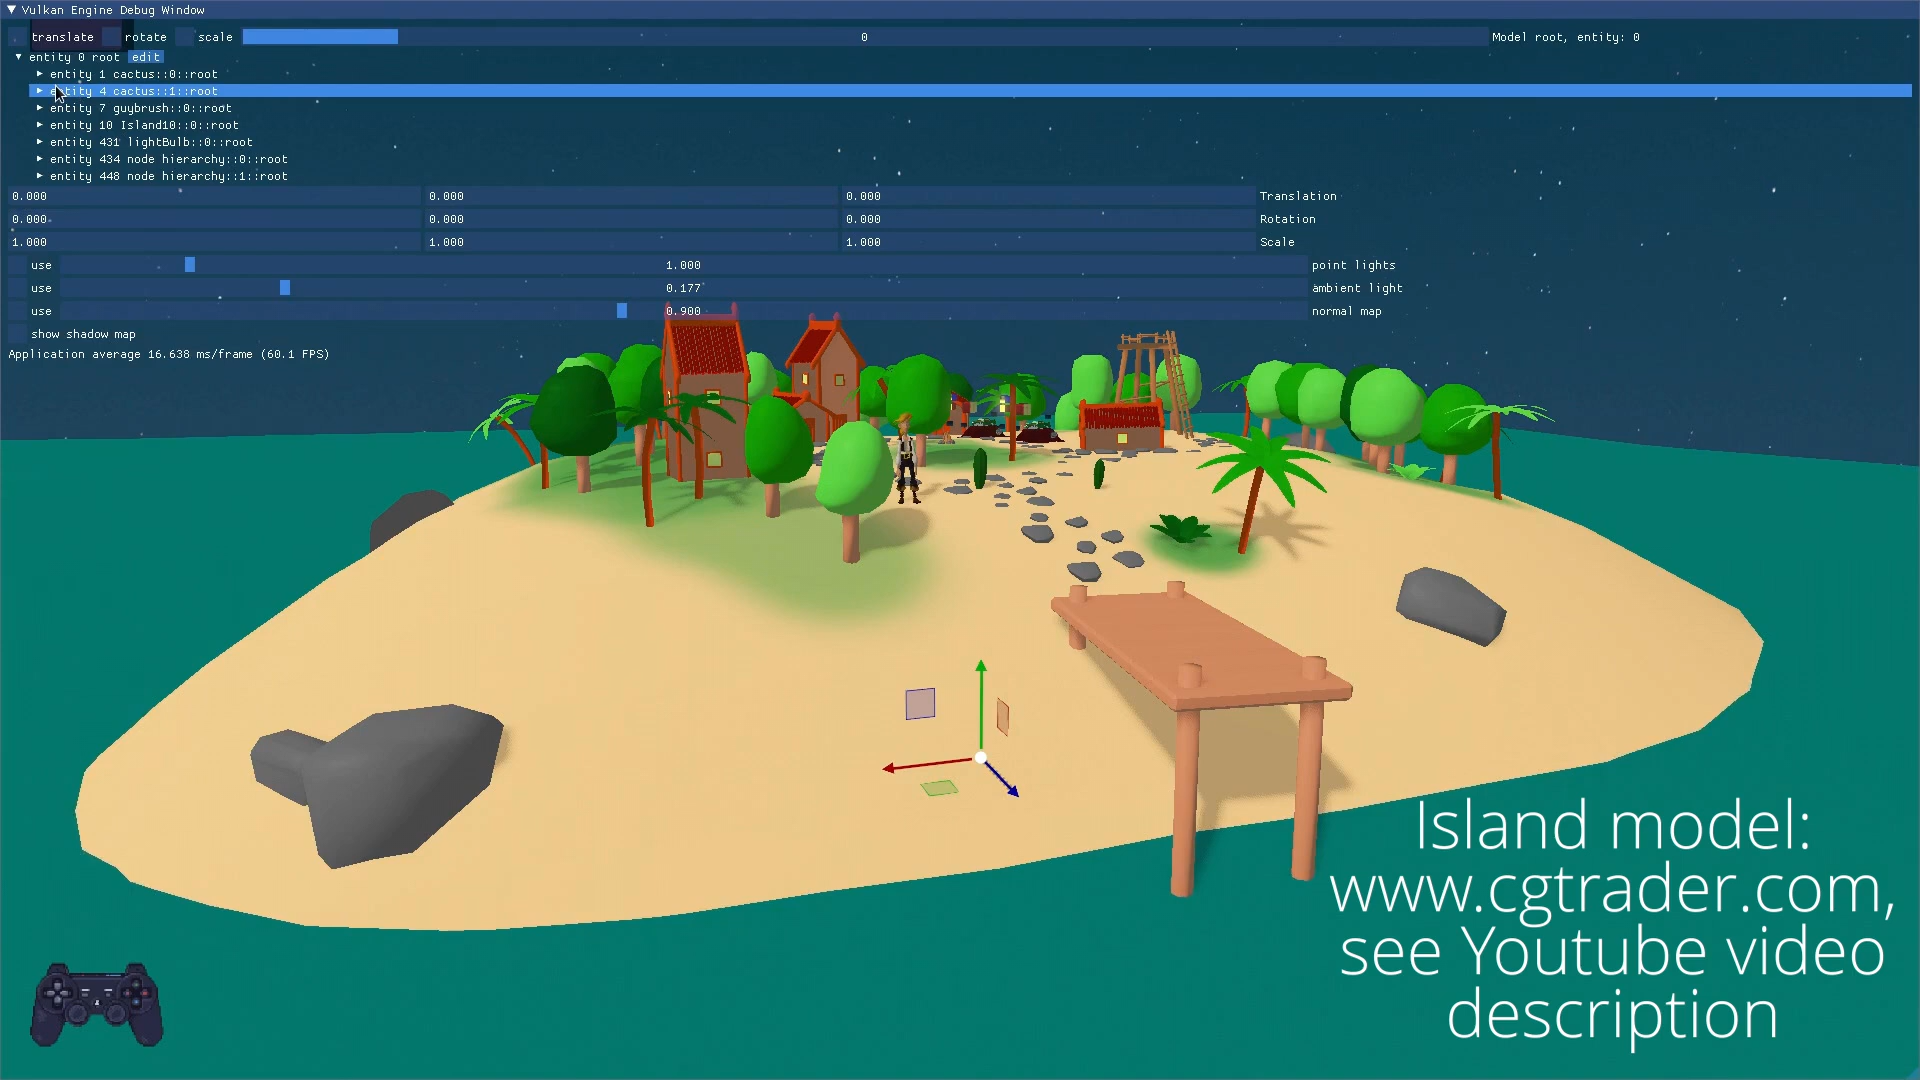 Vulkan Engine Debug Window
translate rotate scale 0 Model root, entity: 0
entity 0 root edit
entity 1 cactus::0::root
entity 4 cactus::1::root
entity 7 guybrush::0::root
entity 10 Island10::0::root
entity 431 lightBulb::0::root
entity 434 node hierarchy::0::root
entity 448 node hierarchy::1::root
0.000 0.000 0.000 Translation
0.000 0.000 0.000 Rotation
1.000 1.000 1.000 Scale
use 1.000 point lights
use 0.177 ambient light
use 0.900 normal map
show shadow map
Application average 16.638 ms/frame (60.1 FPS)
Island model:
www.cgtrader.com,
see Youtube video
description